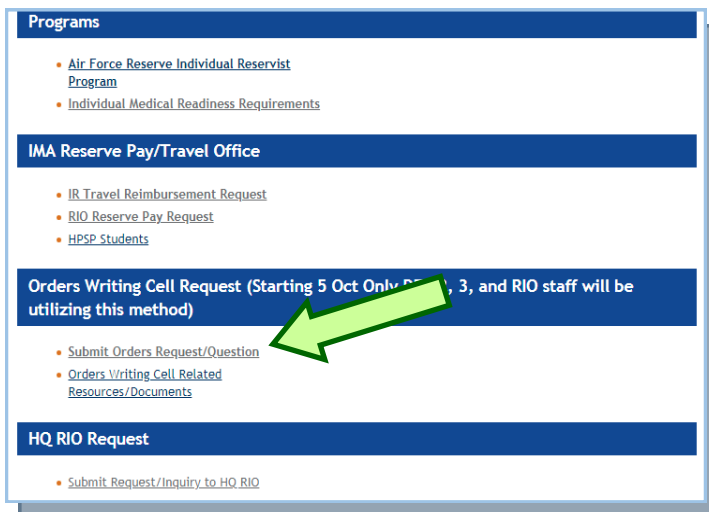 Programs
Air Force Reserve Individual Reservist
Program
Individual Medical Readiness Requirements
IMA Reserve Pay/Travel Office
IR Travel Reimbursement Request
RIO Reserve Pay Request
HPSP Students
Orders Writing Cell Request (Starting 5 Oct Only , 3, and RIO staff will be
utilizing this method)
Submit Orders Request/Question
Orders Writing Cell Related
Resources/Documents
HQ RIO Request
Submit Request/Inquiry to HQ RIO